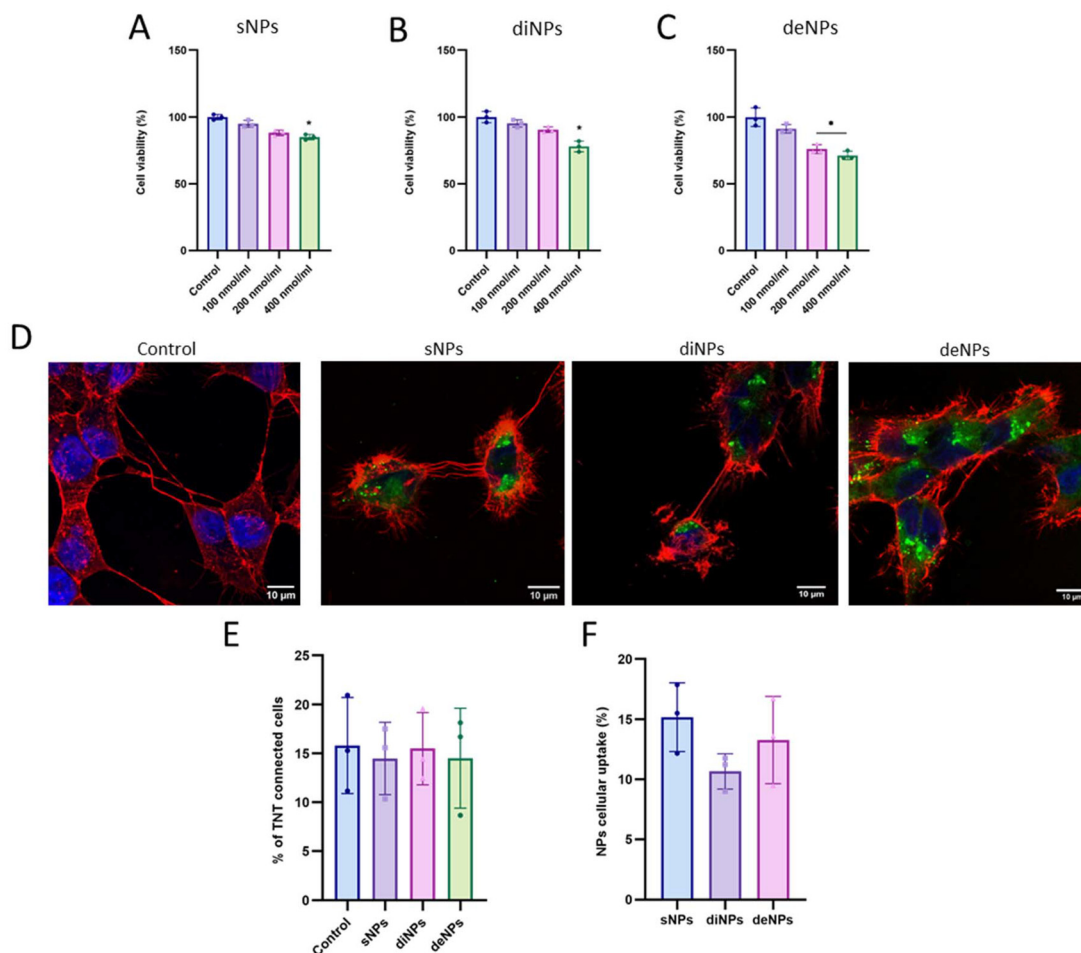 A
sNPs
Cell viability (%)
150
100
50
0
*
Control
100 nmol/ml
200 nmol/ml
400 nmol/ml
B
diNPs
Cell viability (%)
150
100
50
0
*
Control
100 nmol/ml
200 nmol/ml
400 nmol/ml
C
deNPs
Cell viability (%)
150
100
50
0
*
Control
100 nmol/ml
200 nmol/ml
400 nmol/ml
D
Control
sNPs
diNPs
deNPs
10 µm
10 µm
10 µm
10 µm
E
% of TNT connected cells
25
20
15
10
5
0
Control
sNPs
diNPs
deNPs
F
NPs cellular uptake (%)
20
15
10
5
0
sNPs
diNPs
deNPs